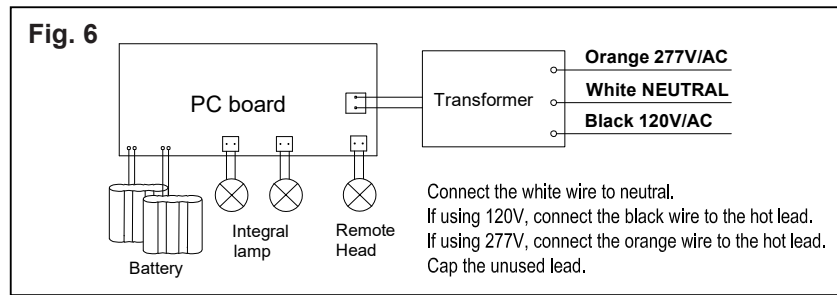 Fig. 6
Orange 277V/AC
PC board
Transformer
White NEUTRAL
Black 120V/AC
Battery
Integral
lamp
Remote
Head
Connect the white wire to neutral.
If using 120V, connect the black wire to the hot lead.
If using 277V, connect the orange wire to the hot lead.
Cap the unused lead.